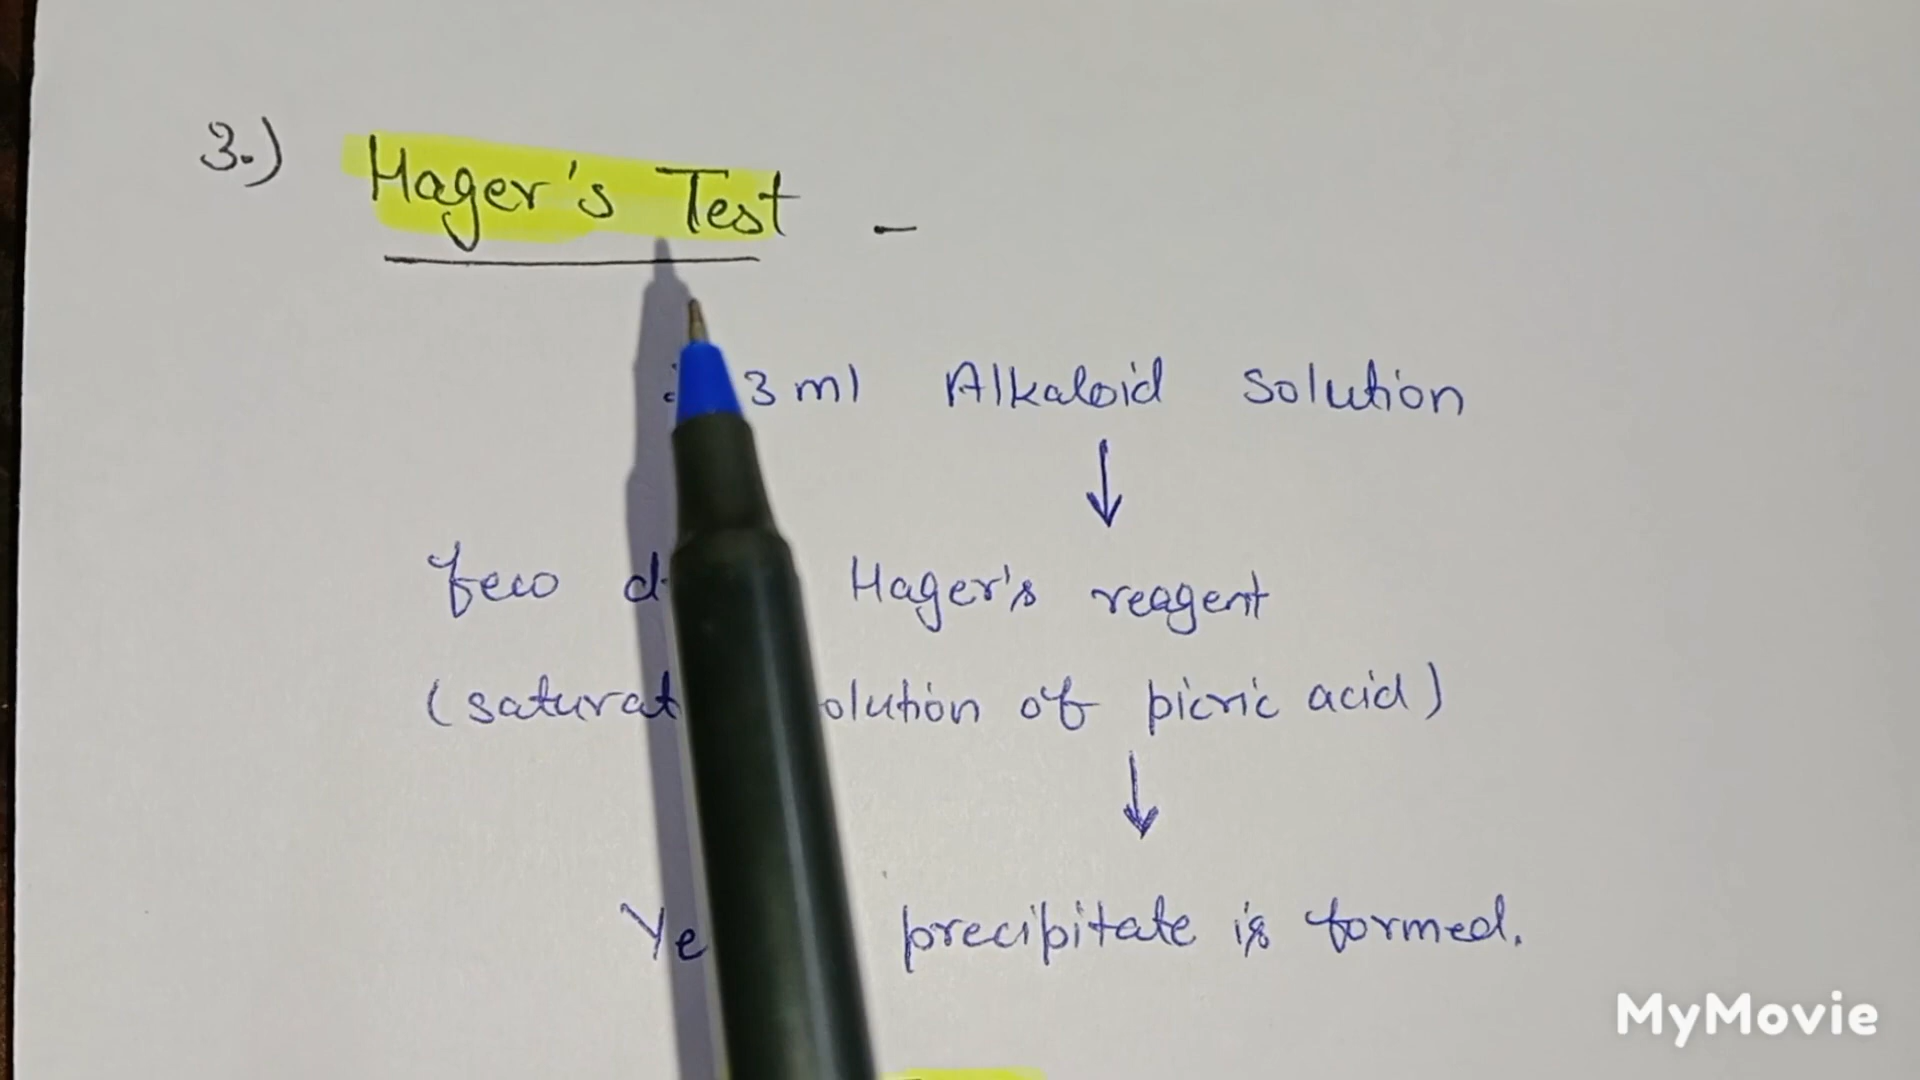 3.) Hager's Test -
3 ml Alkaloid solution
↓
few Hager's reagent
(saturat olution of picric acid)
↓
Ye precipitate is formed.
MyMovie